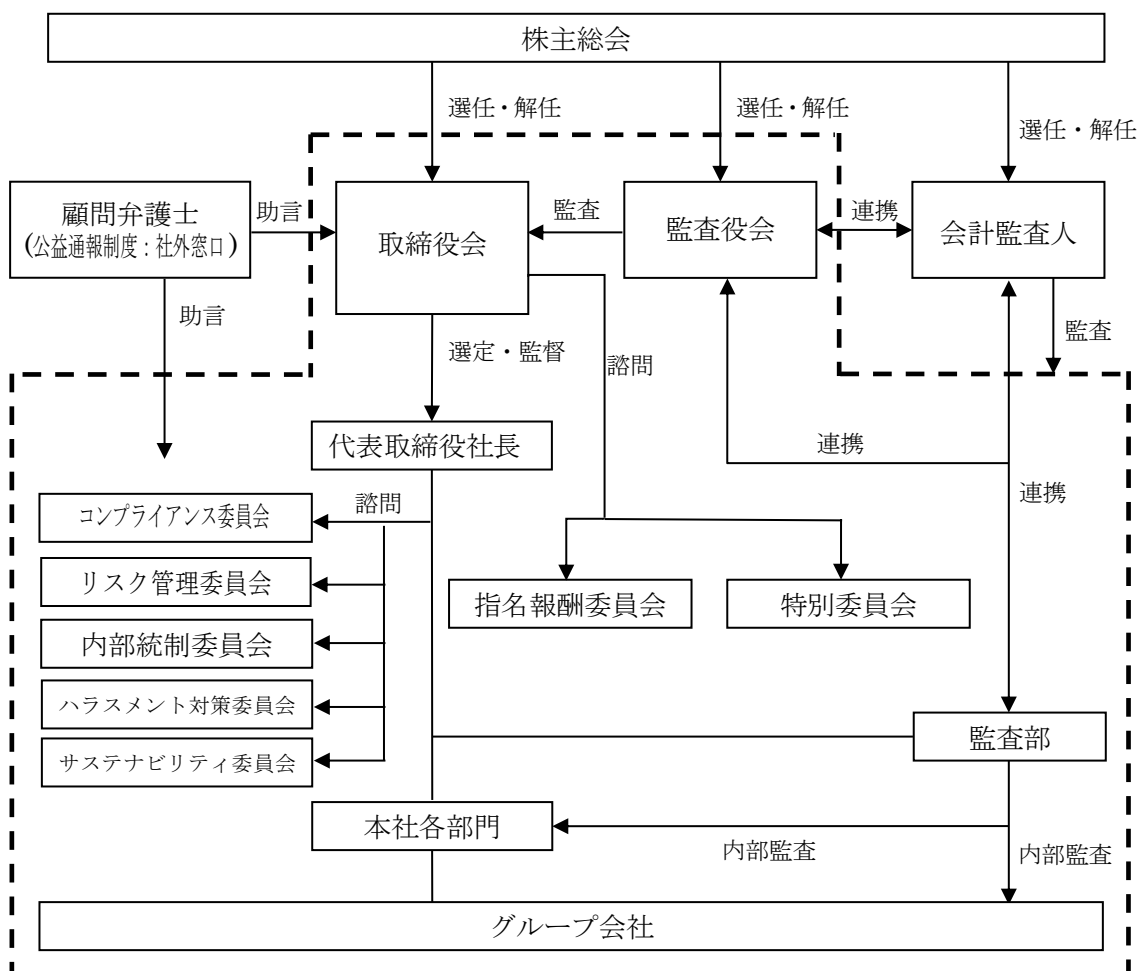 株主総会
選任・解任
選任・解任
選任・解任
顧問弁護士
(公益通報制度：社外窓口)
助言
取締役会
監査
監査役会
連携
会計監査人
助言
監査
選定・監督
諮問
代表取締役社長
連携
連携
諮問
コンプライアンス委員会
リスク管理委員会
内部統制委員会
ハラスメント対策委員会
サステナビリティ委員会
指名報酬委員会
特別委員会
監査部
本社各部門
内部監査
内部監査
グループ会社